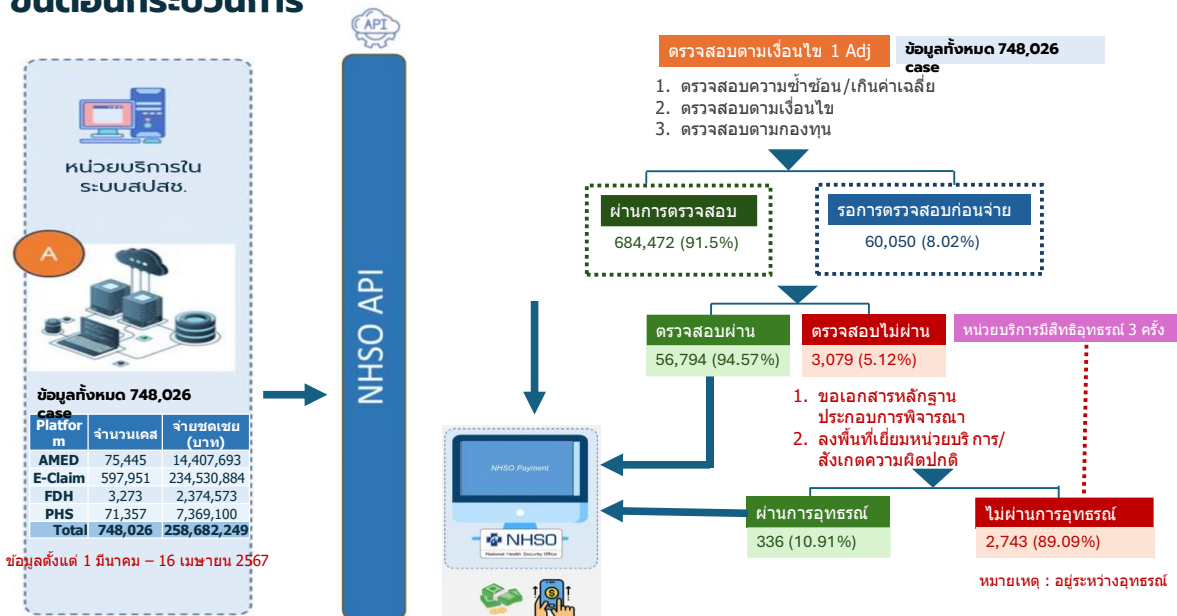 ขั้นตอนกระบวนการ
API
หน่วยบริการใน
ระบบสปสช.
A
ข้อมูลทั้งหมด 748,026
case
Platfor
m จำนวนเคส จ่ายชดเชย
(บาท)
AMED 75,445 14,407,693
E-Claim 597,951 234,530,884
FDH 3,273 2,374,573
PHS 71,357 7,369,100
Total 748,026 258,682,249
ข้อมูลตั้งแต่ 1 มีนาคม – 16 เมษายน 2567
NHSO API
ตรวจสอบตามเงื่อนไข 1 Adj
ข้อมูลทั้งหมด 748,026
case
1. ตรวจสอบความซ้ำซ้อน/เกินค่าเฉลี่ย
2. ตรวจสอบตามเงื่อนไข
3. ตรวจสอบตามกองทุน
ผ่านการตรวจสอบ
684,472 (91.5%)
รอการตรวจสอบก่อนจ่าย
60,050 (8.02%)
ตรวจสอบผ่าน
56,794 (94.57%)
ตรวจสอบไม่ผ่าน
3,079 (5.12%)
หน่วยบริการมีสิทธิอุทธรณ์ 3 ครั้ง
1. ขอเอกสารหลักฐาน
ประกอบการพิจารณา
2. ลงพื้นที่เยี่ยมหน่วยบริการ/
สังเกตความผิดปกติ
ผ่านการอุทธรณ์
336 (10.91%)
ไม่ผ่านการอุทธรณ์
2,743 (89.09%)
หมายเหตุ : อยู่ระหว่างอุทธรณ์
NHSO Payment
NHSO
National Health Security Office